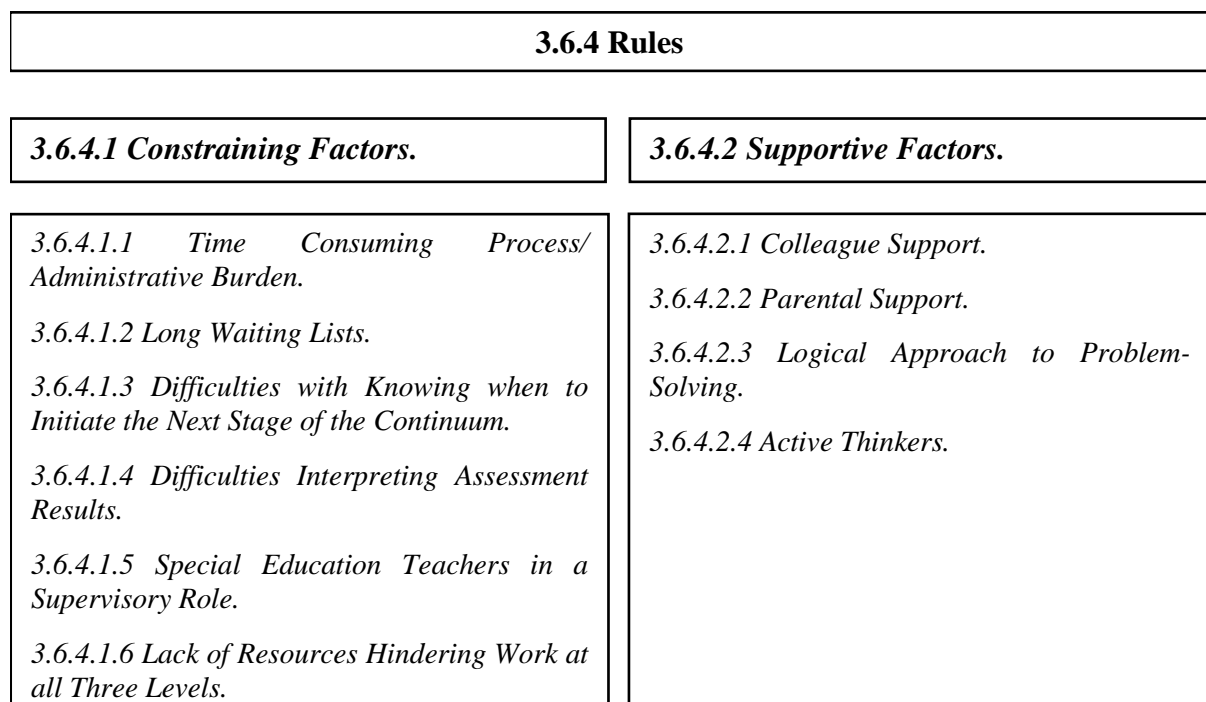 3.6.4 Rules
3.6.4.1 Constraining Factors.
3.6.4.2 Supportive Factors.
3.6.4.1.1 Time Consuming Process/
Administrative Burden.
3.6.4.1.2 Long Waiting Lists.
3.6.4.1.3 Difficulties with Knowing when to
Initiate the Next Stage of the Continuum.
3.6.4.1.4 Difficulties Interpreting Assessment
Results.
3.6.4.1.5 Special Education Teachers in a
Supervisory Role.
3.6.4.1.6 Lack of Resources Hindering Work at
all Three Levels.
3.6.4.2.1 Colleague Support.
3.6.4.2.2 Parental Support.
3.6.4.2.3 Logical Approach to Problem-
Solving.
3.6.4.2.4 Active Thinkers.